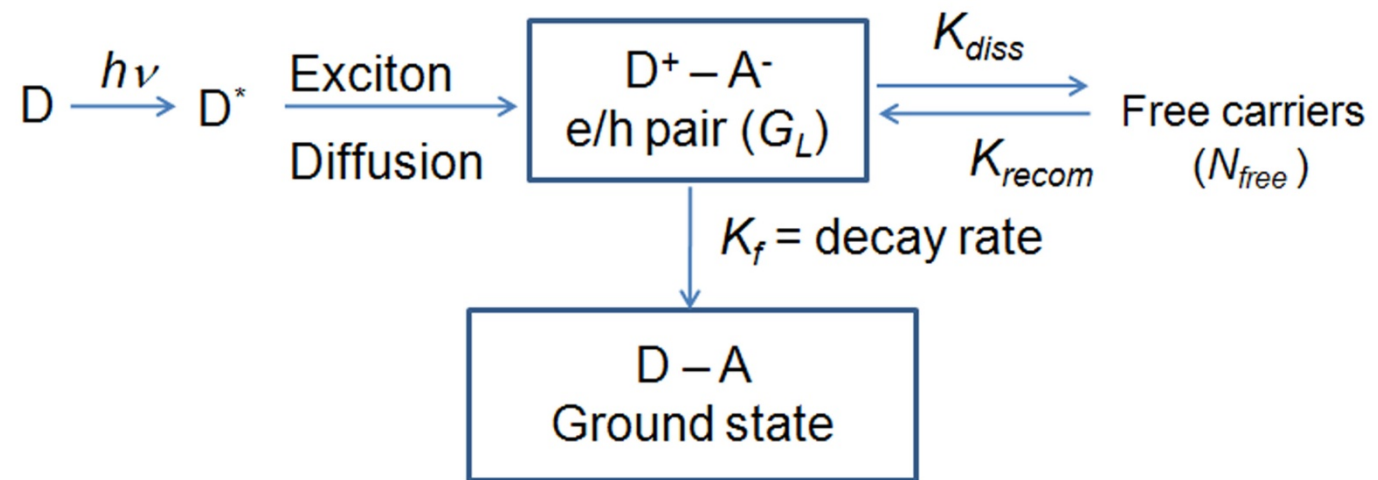 D
hν
D*
Exciton
Diffusion
D+ – A-
e/h pair (GL)
Kdiss
Krecom
Free carriers
(Nfree)
Kf = decay rate
D – A
Ground state